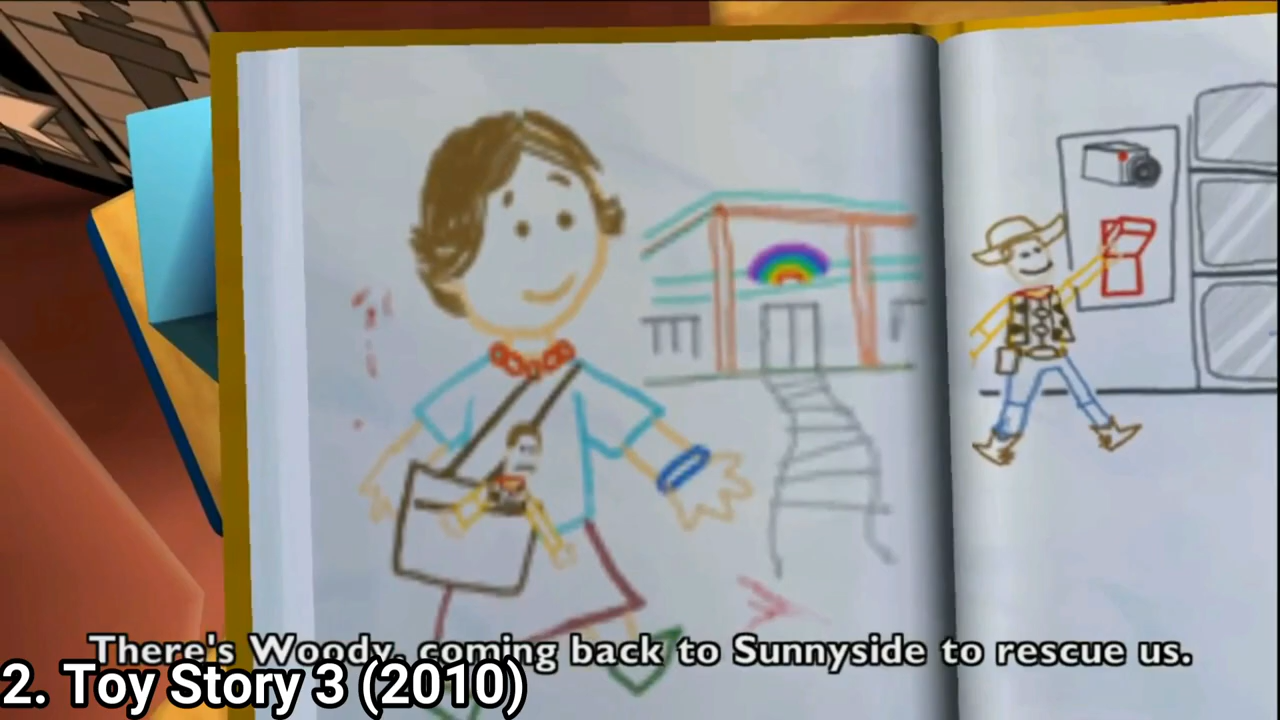 There's Woody, coming back to Sunnyside to rescue us.
2. Toy Story 3 (2010)